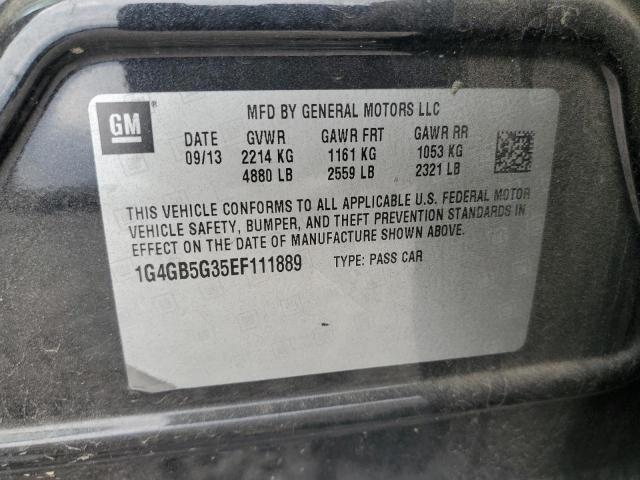 GM
MFD BY GENERAL MOTORS LLC
DATE GVWR GAWR FRT GAWR RR
09/13 2214 KG 1161 KG 1053 KG
4880 LB 2559 LB 2321 LB
THIS VEHICLE CONFORMS TO ALL APPLICABLE U.S. FEDERAL MOTOR
VEHICLE SAFETY, BUMPER, AND THEFT PREVENTION STANDARDS IN
EFFECT ON THE DATE OF MANUFACTURE SHOWN ABOVE.
1G4GB5G35EF111889 TYPE: PASS CAR